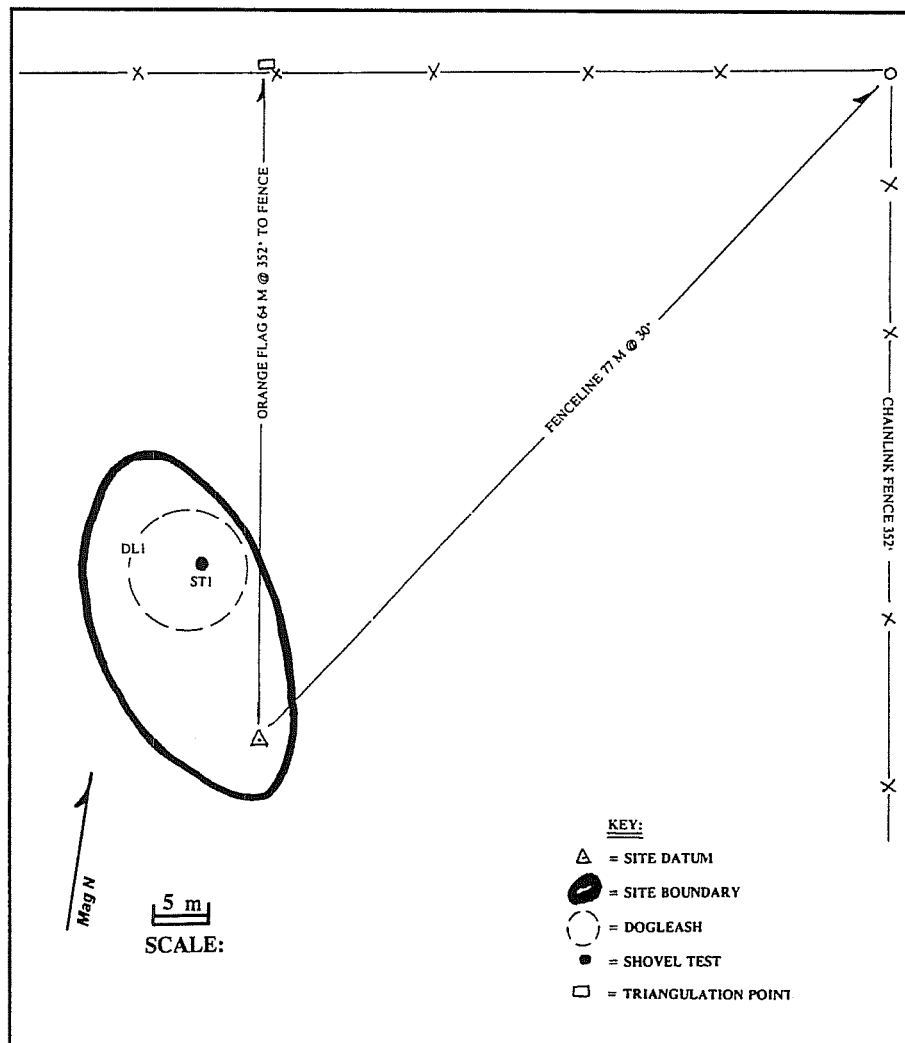 ORANGE FLAG 64 M @ 352° TO FENCE
FENCELINE 77 M @ 30°
CHAINLINK FENCE 352°
DL1
ST1
Mag N
5 m
SCALE:
KEY:
= SITE DATUM
= SITE BOUNDARY
= DOGLEASH
= SHOVEL TEST
= TRIANGULATION POINT